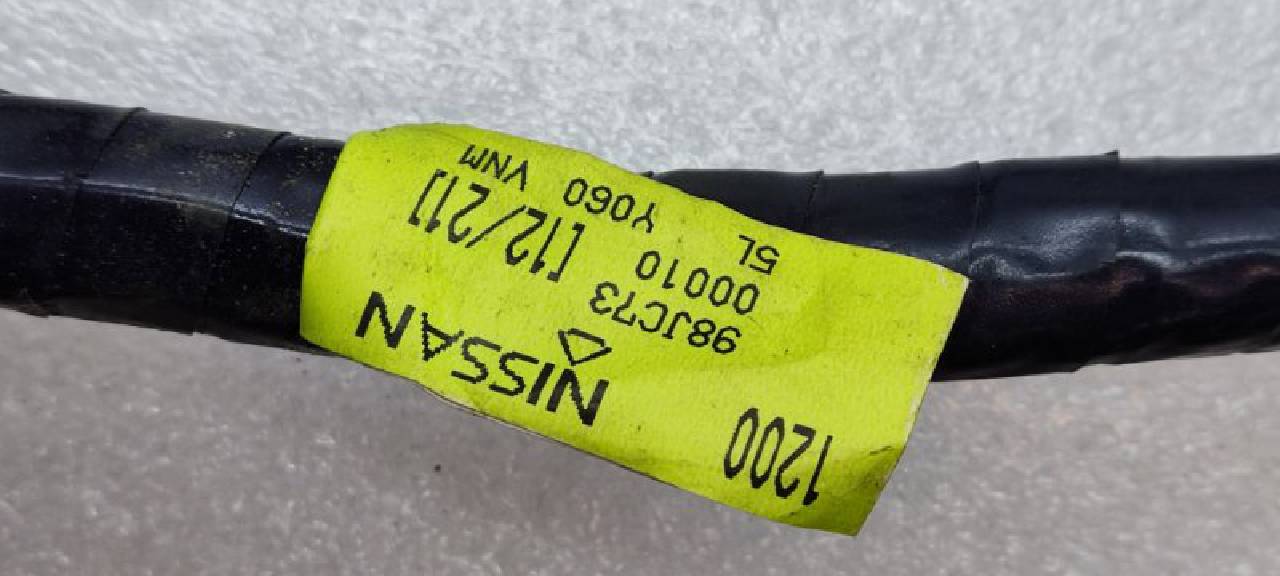 1200 NISSAN
98JC73 [12/21]
00010
5L Y060 VNM